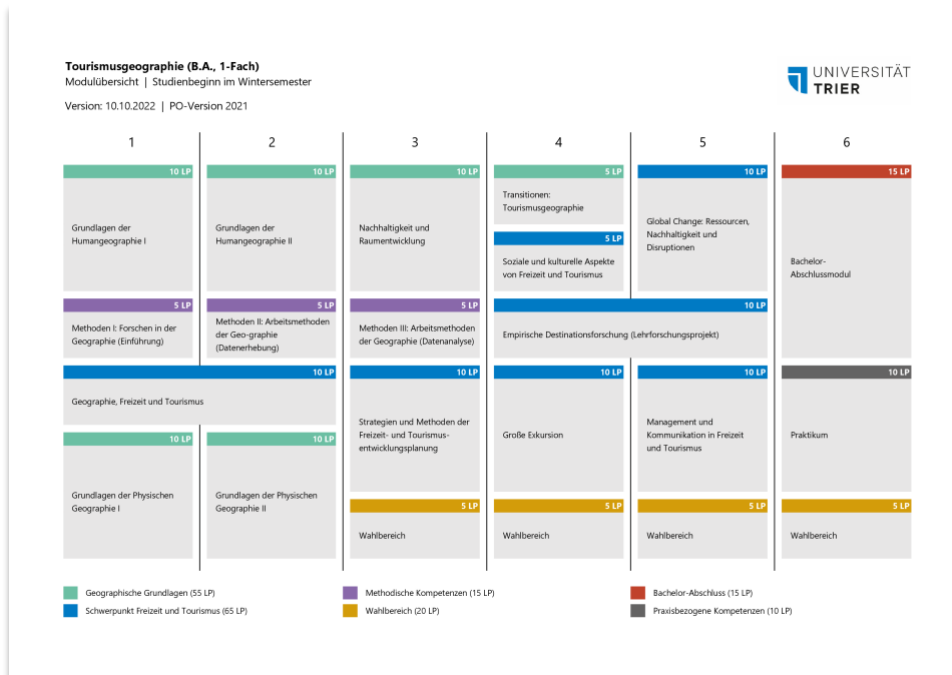 Tourismusgeographie (B.A., 1-Fach)
Modulübersicht | Studienbeginn im Wintersemester
Version: 10.10.2022 | PO-Version 2021
UNIVERSITÄT
TRIER
1
2
3
4
5
6
10 LP
Grundlagen der
Humangeographie I
5 LP
Methoden I: Forschen in der
Geographie (Einführung)
10 LP
Grundlagen der
Humangeographie II
5 LP
Methoden II: Arbeitsmethoden
der Geo-graphie
(Datenerhebung)
10 LP
Geographie, Freizeit und Tourismus
10 LP
Grundlagen der Physischen
Geographie I
10 LP
Grundlagen der Physischen
Geographie II
10 LP
Nachhaltigkeit und
Raumentwicklung
5 LP
Methoden III: Arbeitsmethoden
der Geographie (Datenanalyse)
10 LP
Strategien und Methoden der
Freizeit- und Tourismus-
entwicklungsplanung
5 LP
Wahlbereich
5 LP
Transitionen:
Tourismusgeographie
5 LP
Soziale und kulturelle Aspekte
von Freizeit und Tourismus
10 LP
Global Change: Ressourcen,
Nachhaltigkeit und
Disruptionen
10 LP
Empirische Destinationsforschung (Lehrforschungsprojekt)
10 LP
Große Exkursion
5 LP
Wahlbereich
10 LP
Management und
Kommunikation in Freizeit
und Tourismus
5 LP
Wahlbereich
15 LP
Bachelor-
Abschlussmodul
10 LP
Praktikum
5 LP
Wahlbereich
Geographische Grundlagen (55 LP)
Schwerpunkt Freizeit und Tourismus (65 LP)
Methodische Kompetenzen (15 LP)
Wahlbereich (20 LP)
Bachelor-Abschluss (15 LP)
Praxisbezogene Kompetenzen (10 LP)